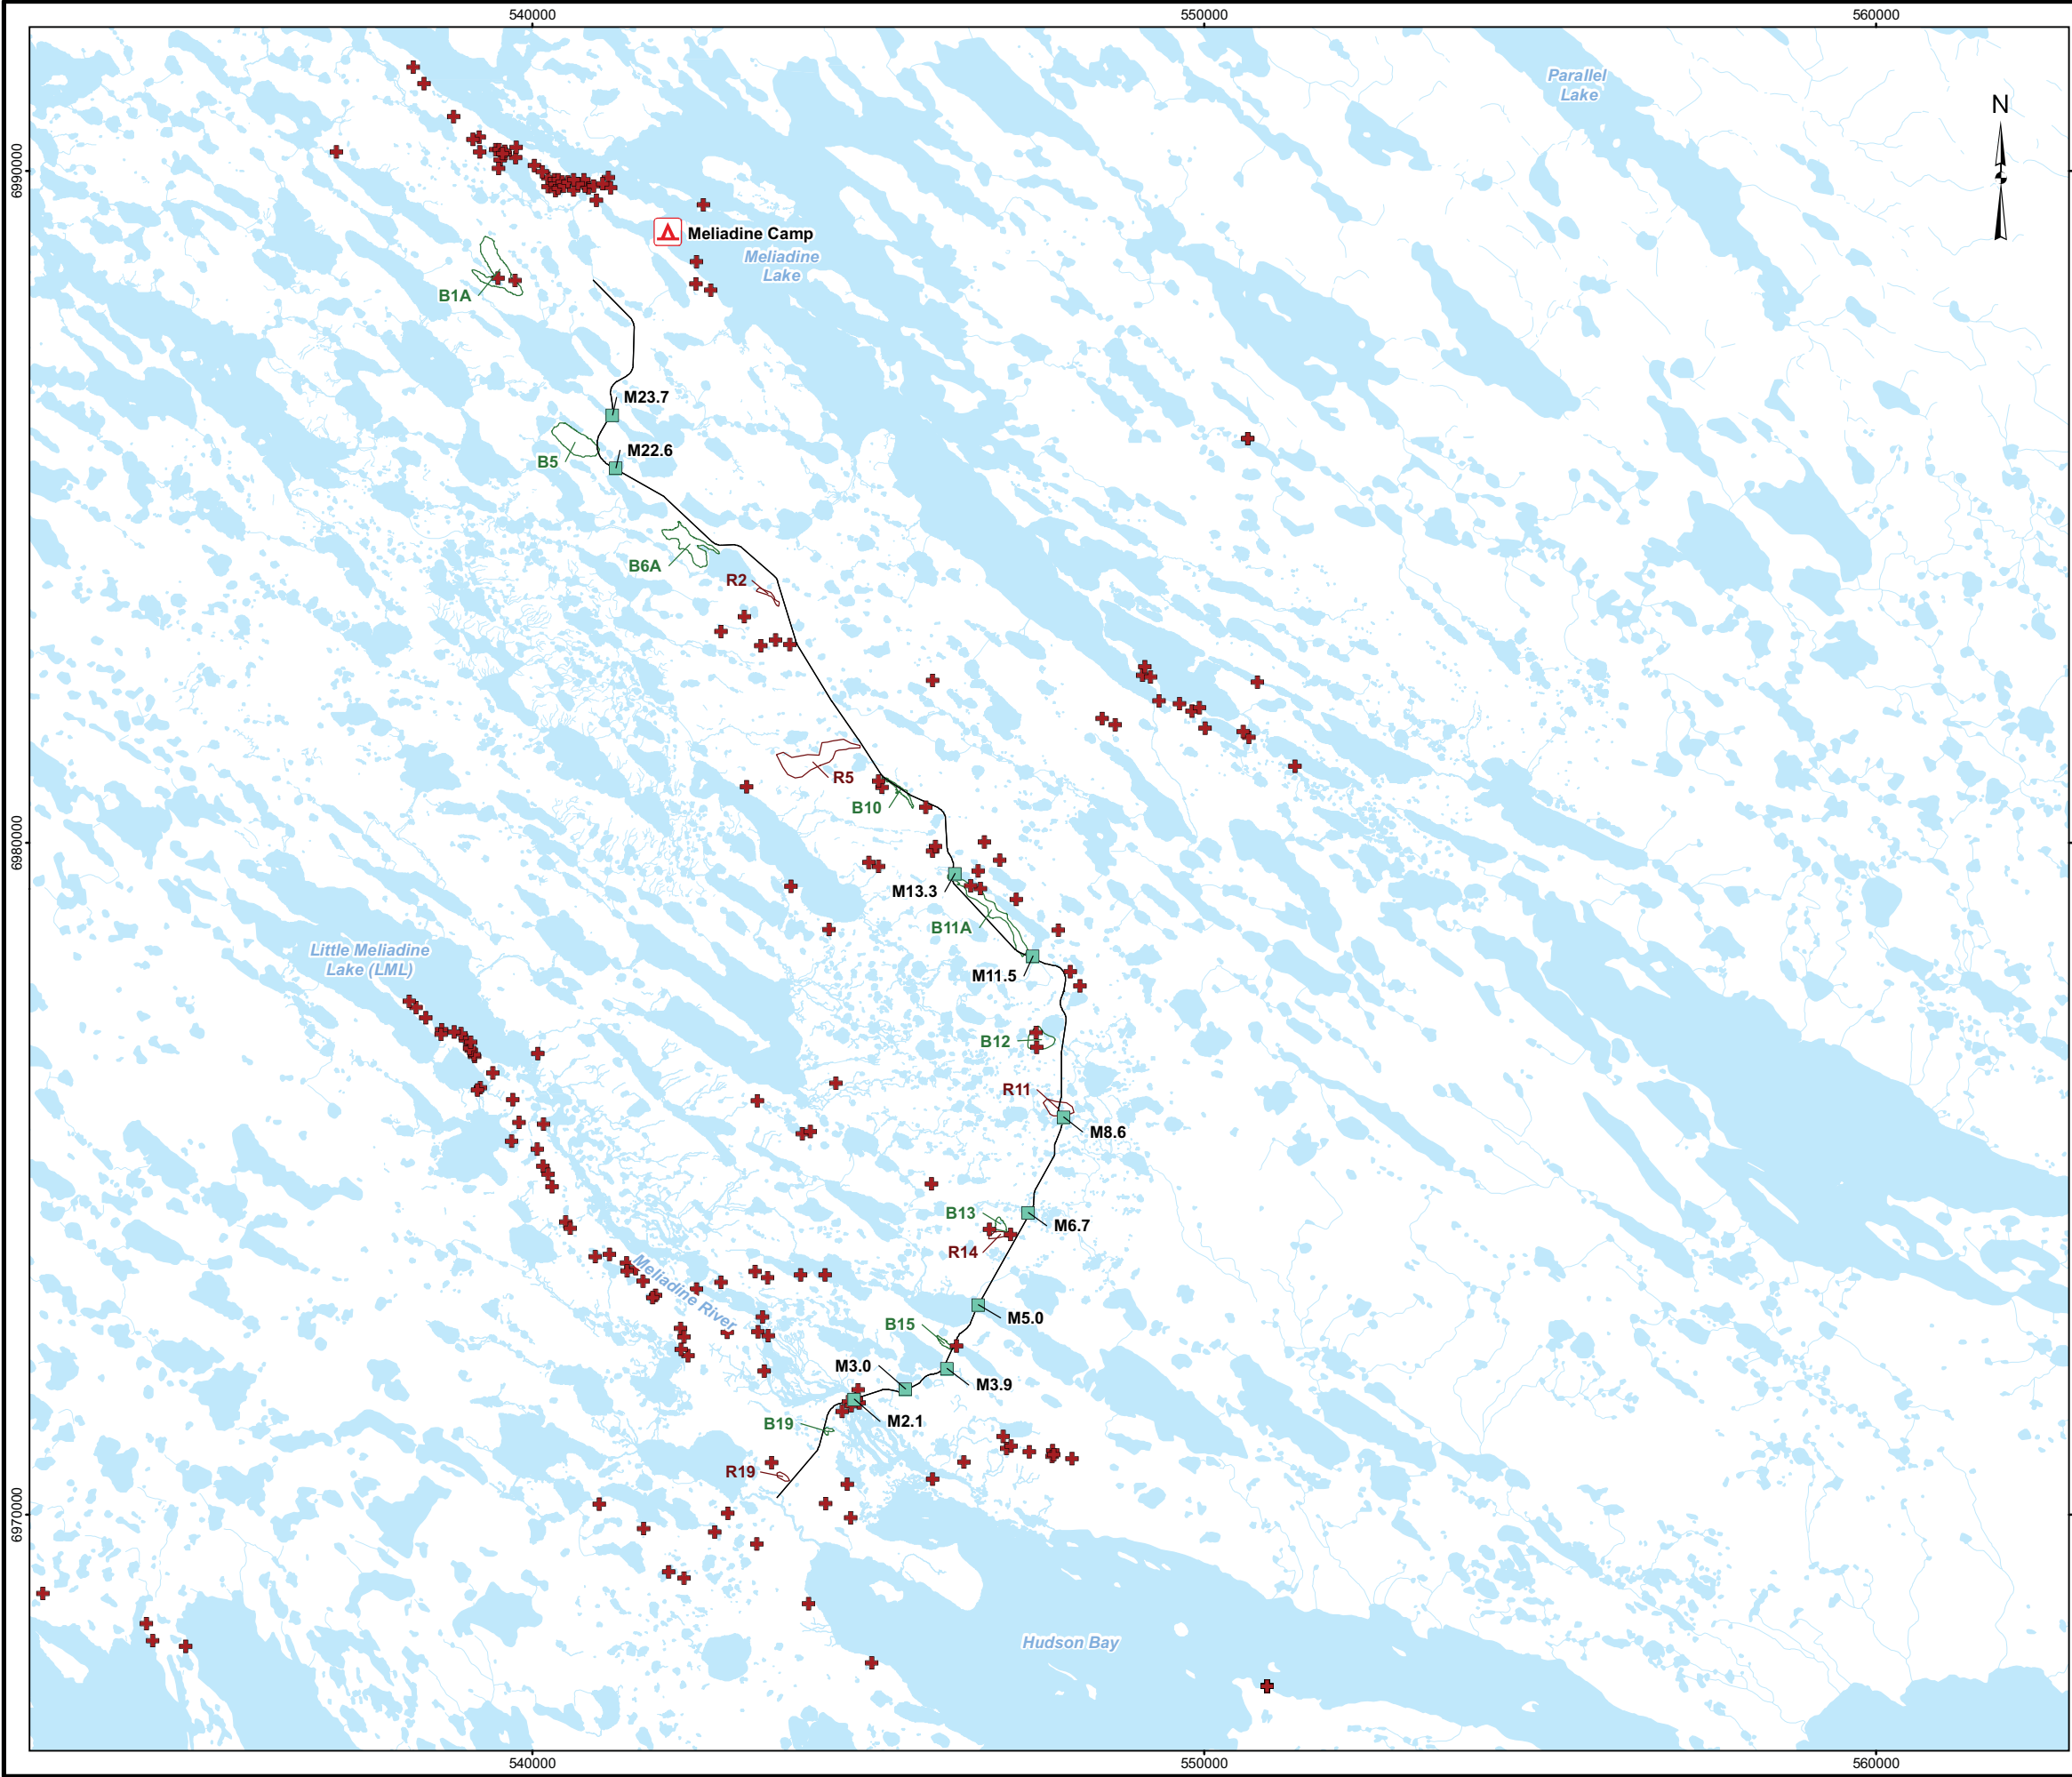 540000
550000
560000
Parallel
Lake
N
6990000
Meliadine Camp
Meliadine
Lake
B1A
M23.7
M22.6
B5
B6A
R2
R5
B10
6980000
M13.3
B11A
Little Meliadine
Lake (LML)
M11.5
B12
R11
M8.6
B13
M6.7
R14
Meliadine River
M5.0
B15
M3.0
M3.9
M2.1
B19
R19
6970000
Hudson Bay
540000
550000
560000